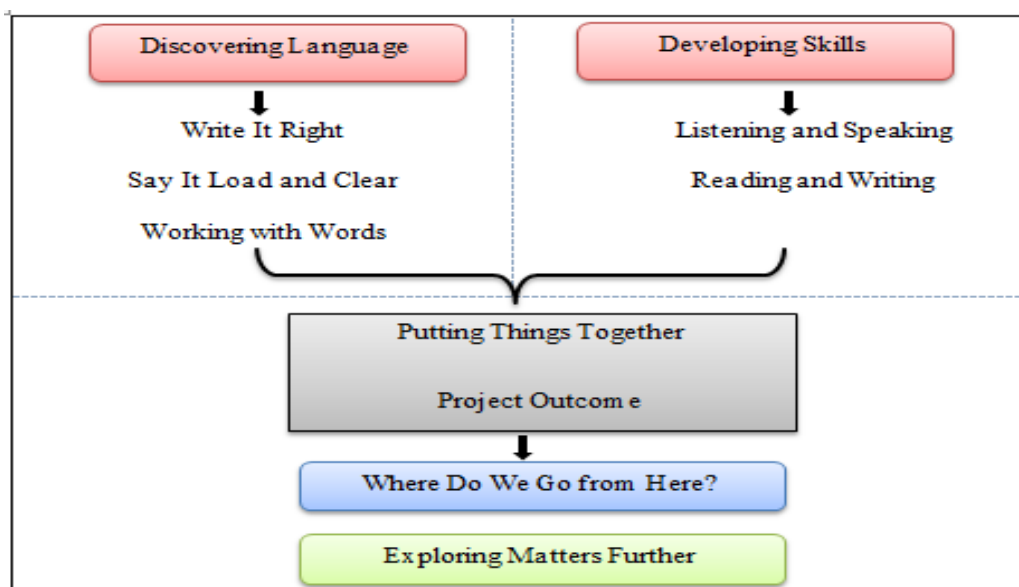 Discovering Language
Write It Right
Say It Load and Clear
Working with Words
Developing Skills
Listening and Speaking
Reading and Writing
Putting Things Together
Project Outcome
Where Do We Go from Here?
Exploring Matters Further